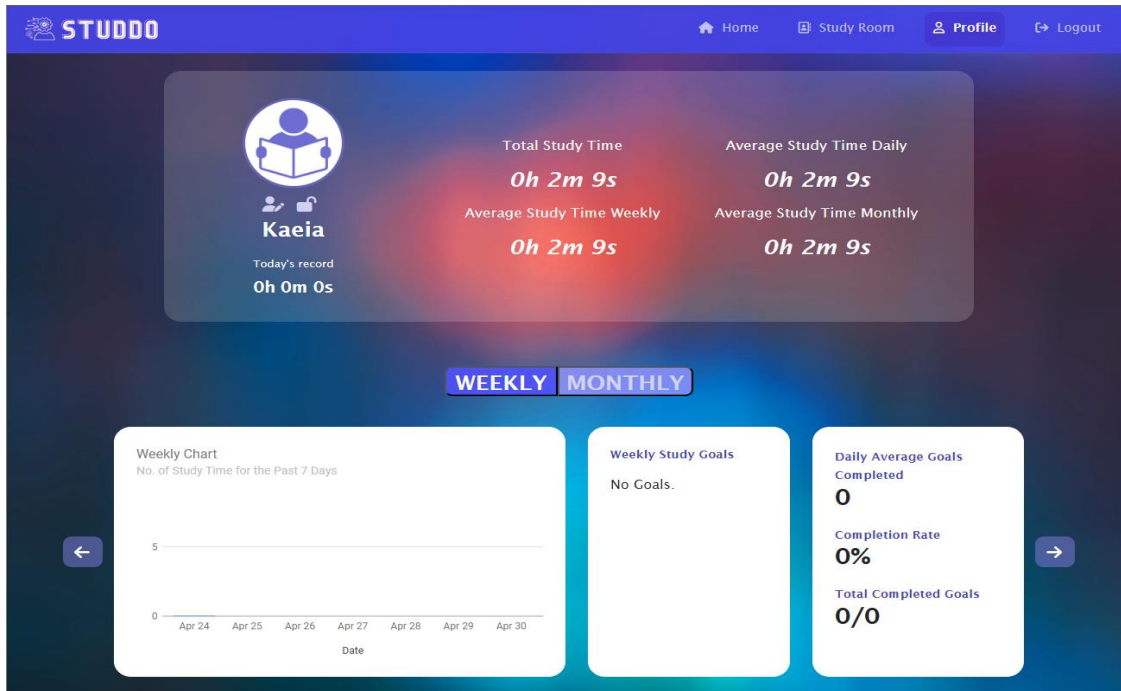 STUDDO
Home
Study Room
Profile
Logout
Kaeia
Today's record
0h 0m 0s
Total Study Time
0h 2m 9s
Average Study Time Daily
0h 2m 9s
Average Study Time Weekly
0h 2m 9s
Average Study Time Monthly
0h 2m 9s
WEEKLY
MONTHLY
Weekly Chart
No. of Study Time for the Past 7 Days
5
0
Apr 24
Apr 25
Apr 26
Apr 27
Apr 28
Apr 29
Apr 30
Date
Weekly Study Goals
No Goals.
Daily Average Goals
Completed
0
Completion Rate
0%
Total Completed Goals
0/0